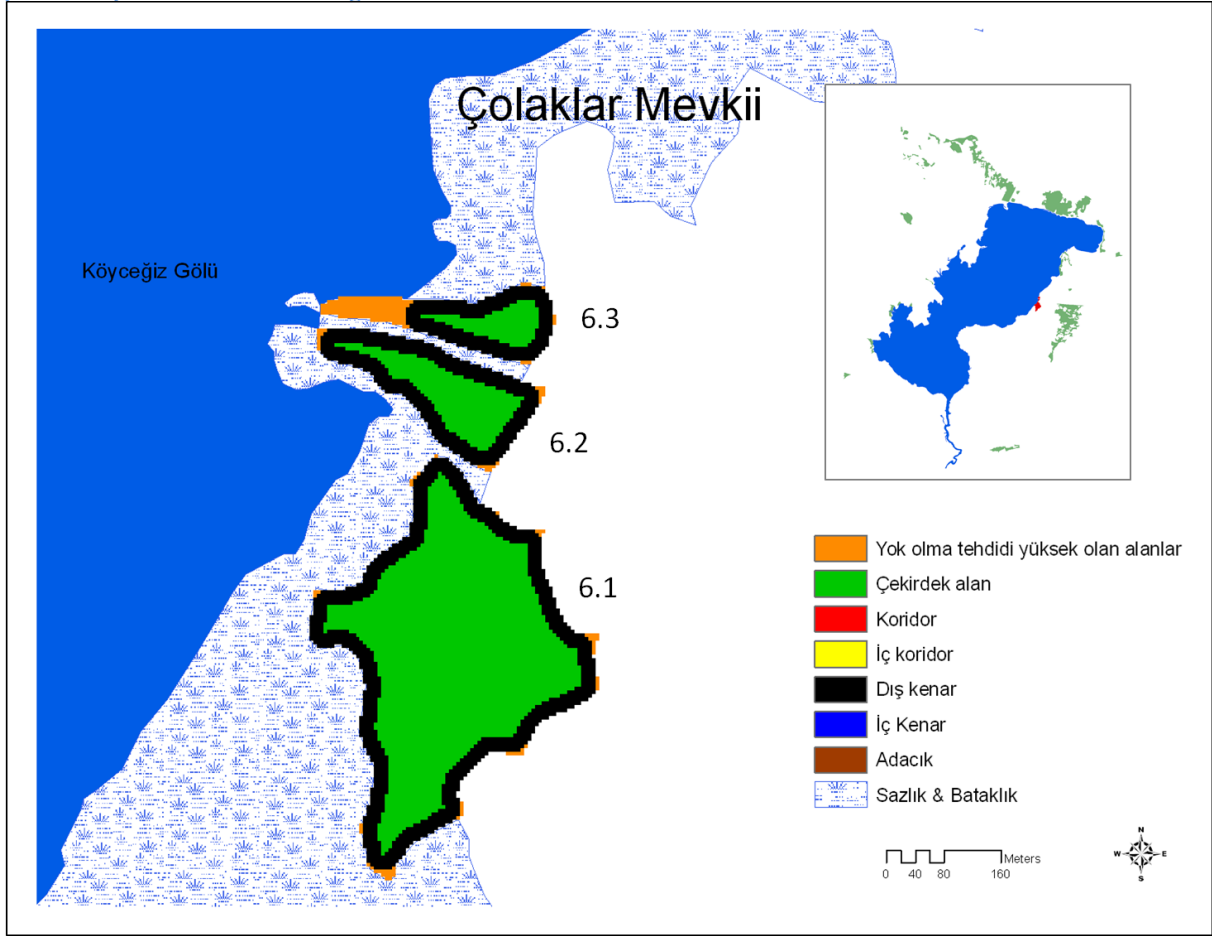 Çolaklar Mevkii
Köyceğiz Gölü
6.3
6.2
6.1
Yok olma tehdidi yüksek olan alanlar
Çekirdek alan
Koridor
İç koridor
Dış kenar
İç Kenar
Adacık
Sazlık & Bataklık
Meters
0 40 80 160
N
W E
S